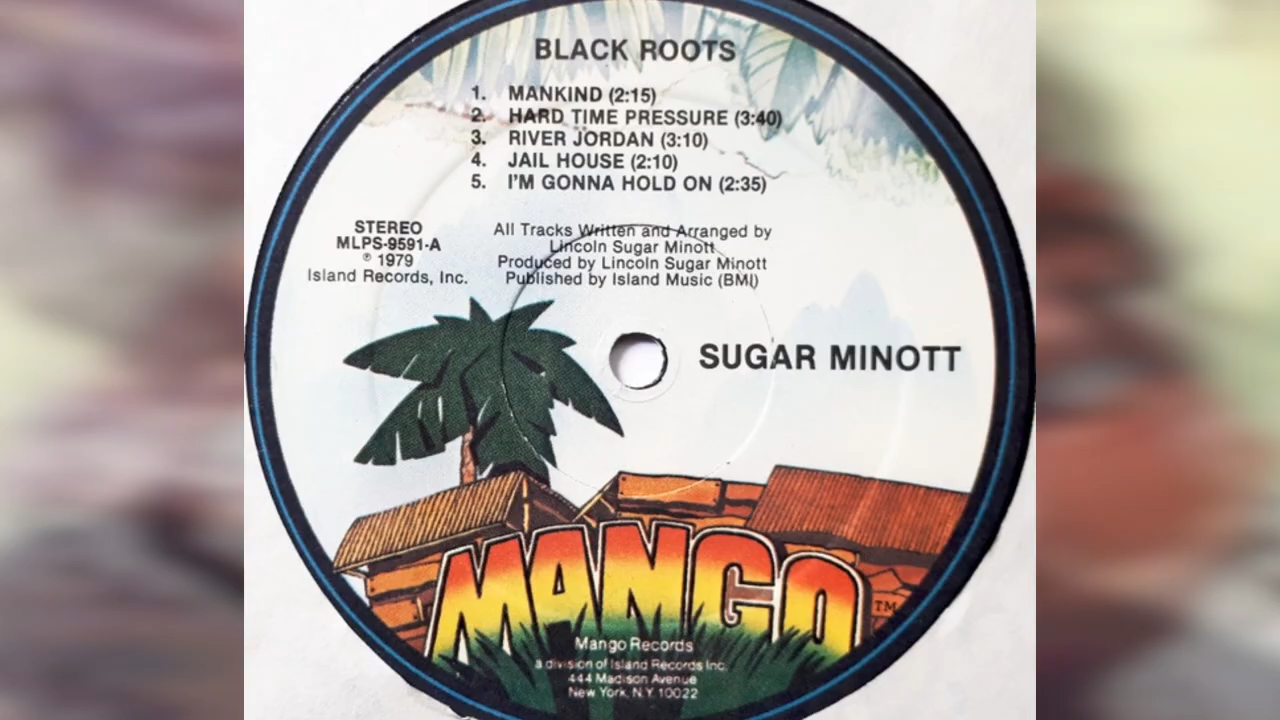 BLACK ROOTS
1. MANKIND (2:15)
2. HARD TIME PRESSURE (3:40)
3. RIVER JORDAN (3:10)
4. JAIL HOUSE (2:10)
5. I'M GONNA HOLD ON (2:35)
STEREO
MLPS-9591-A
℗ 1979
Island Records, Inc.
All Tracks Written and Arranged by
Lincoln Sugar Minott
Produced by Lincoln Sugar Minott
Published by Island Music (BMI)
SUGAR MINOTT
MANGO TM
Mango Records
a division of Island Records Inc.
444 Madison Avenue
New York, N.Y. 10022